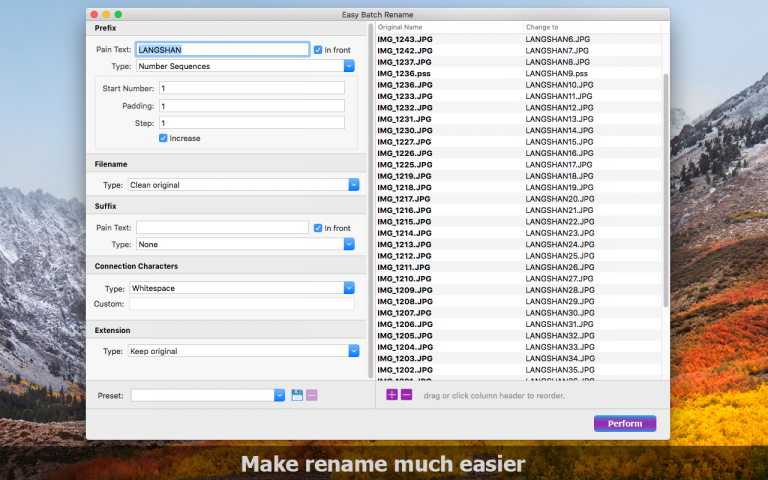 Easy Batch Rename
Prefix
Pain Text: LANGSHAN In front
Type: Number Sequences
Start Number: 1
Padding: 1
Step: 1
Increase
Filename
Type: Clean original
Suffix
Pain Text: In front
Type: None
Connection Characters
Type: Whitespace
Custom:
Extension
Type: Keep original
Preset:
Original Name Change to
IMG_1243.JPG LANGSHAN6.JPG
IMG_1242.JPG LANGSHAN7.JPG
IMG_1237.JPG LANGSHAN8.JPG
IMG_1236.pss LANGSHAN9.pss
IMG_1236.JPG LANGSHAN10.JPG
IMG_1233.JPG LANGSHAN11.JPG
IMG_1232.JPG LANGSHAN12.JPG
IMG_1231.JPG LANGSHAN13.JPG
IMG_1230.JPG LANGSHAN14.JPG
IMG_1227.JPG LANGSHAN15.JPG
IMG_1226.JPG LANGSHAN16.JPG
IMG_1225.JPG LANGSHAN17.JPG
IMG_1219.JPG LANGSHAN18.JPG
IMG_1218.JPG LANGSHAN19.JPG
IMG_1217.JPG LANGSHAN20.JPG
IMG_1216.JPG LANGSHAN21.JPG
IMG_1215.JPG LANGSHAN22.JPG
IMG_1214.JPG LANGSHAN23.JPG
IMG_1213.JPG LANGSHAN24.JPG
IMG_1212.JPG LANGSHAN25.JPG
IMG_1211.JPG LANGSHAN26.JPG
IMG_1210.JPG LANGSHAN27.JPG
IMG_1209.JPG LANGSHAN28.JPG
IMG_1208.JPG LANGSHAN29.JPG
IMG_1207.JPG LANGSHAN30.JPG
IMG_1206.JPG LANGSHAN31.JPG
IMG_1205.JPG LANGSHAN32.JPG
IMG_1204.JPG LANGSHAN33.JPG
IMG_1203.JPG LANGSHAN34.JPG
IMG_1202.JPG LANGSHAN35.JPG
drag or click column header to reorder.
Perform
Make rename much easier